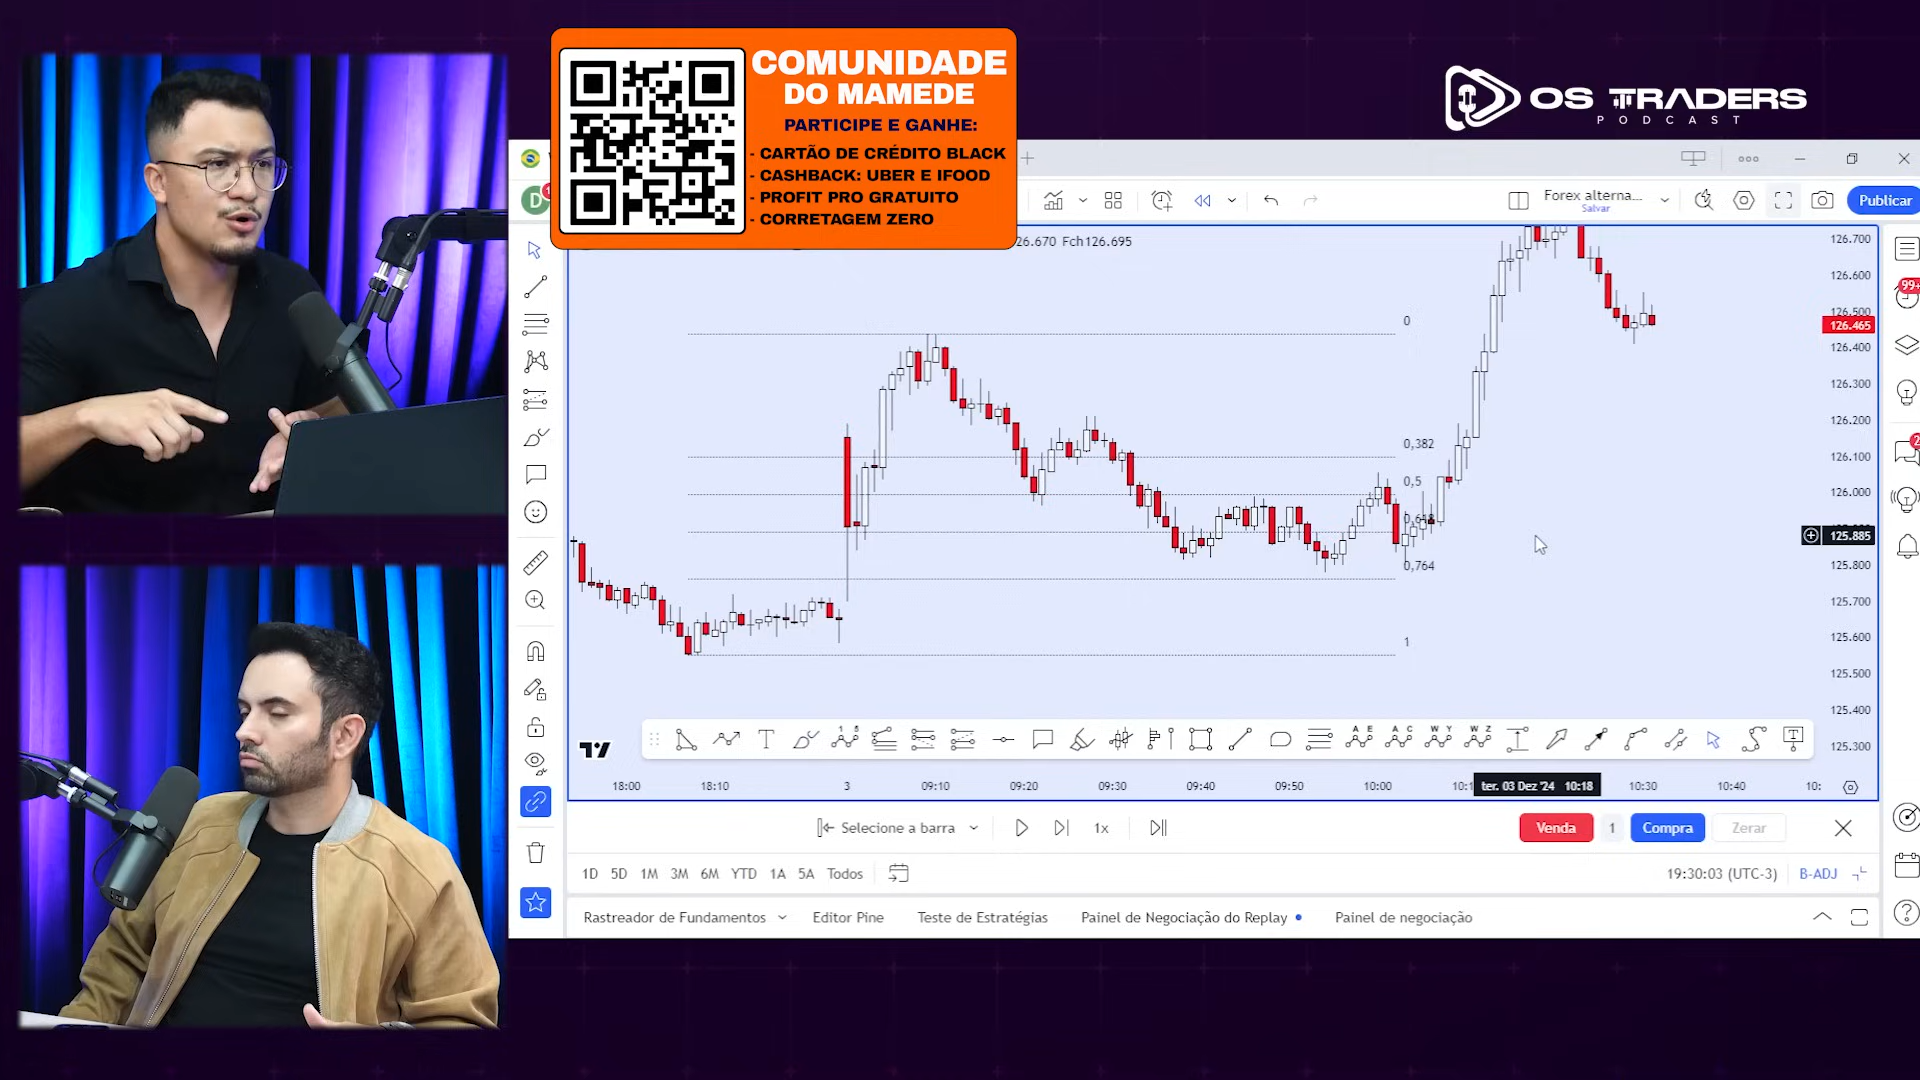 COMUNIDADE
DO MAMEDE
PARTICIPE E GANHE:
- CARTÃO DE CRÉDITO BLACK
- CASHBACK: UBER E IFOOD
- PROFIT PRO GRATUITO
- CORRETAGEM ZERO
OS TRADERS
PODCAST
D
Forex alterna...
Salvar
Publicar
26.670 Fch126.695
126.700
126.600
126.500
126.465
126.400
126.300
126.200
126.100
126.000
125.885
125.800
125.700
125.600
125.500
125.400
125.300
99+
2
0
0,382
0,5
0,618
0,764
1
18:00 18:10 3 09:10 09:20 09:30 09:40 09:50 10:00 10:1 ter. 03 Dez '24 10:18 10:30 10:40 10:
Selecione a barra
1x
Venda 1 Compra Zerar
1D 5D 1M 3M 6M YTD 1A 5A Todos
19:30:03 (UTC-3) B-ADJ
Rastreador de Fundamentos Editor Pine Teste de Estratégias Painel de Negociação do Replay Painel de negociação